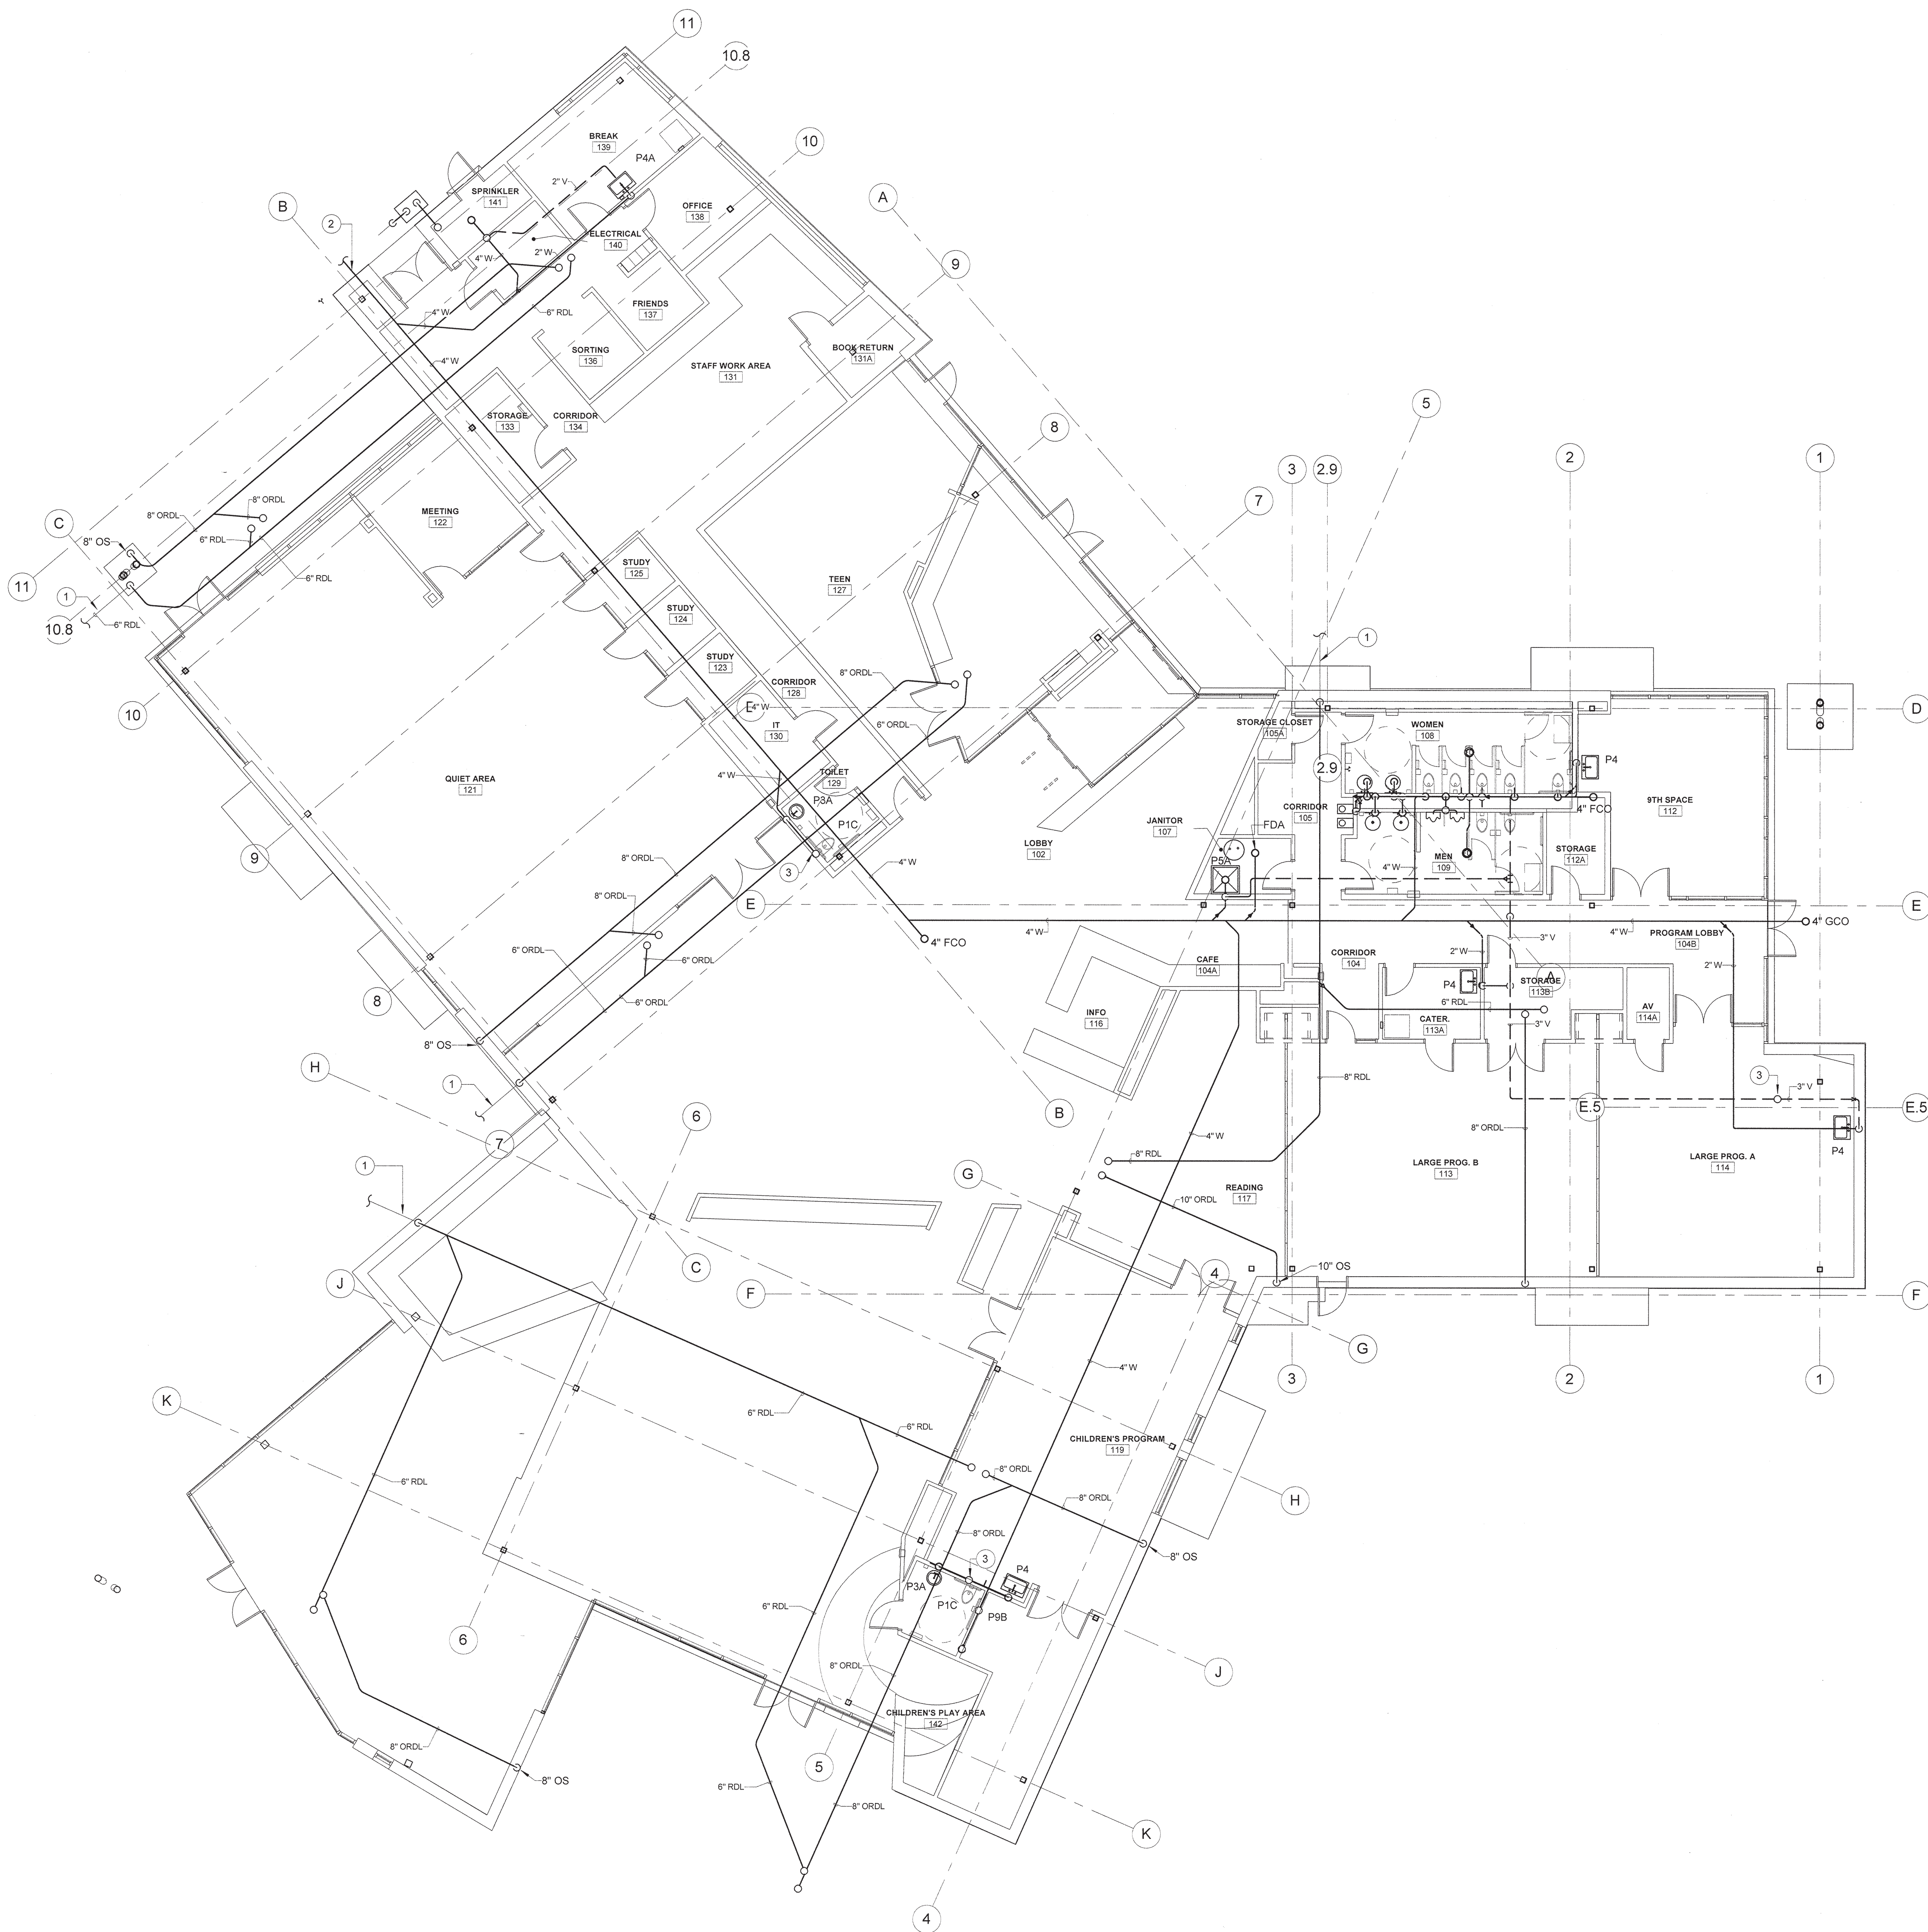 11
10.8
10
A
B
2
BREAK
139
P4A
2" V
SPRINKLER
141
OFFICE
138
ELECTRICAL
140
2" W
4" W
9
FRIENDS
137
6" RDL
4" W
SORTING
136
BOOK RETURN
131A
4" W
STAFF WORK AREA
131
5
STORAGE
133
CORRIDOR
134
8
3
2.9
2
1
7
8" ORDL
MEETING
122
8" ORDL
C
6" RDL
8" OS
STUDY
125
TEEN
127
6" RDL
11
1
6" RDL
10.8
STUDY
124
1
STUDY
123
8" ORDL
CORRIDOR
128
10
E
4" W
IT
130
6" ORDL
STORAGE CLOSET
105A
WOMEN
108
D
P4
2.9
QUIET AREA
121
4" W
TOILET
129
P3A
9TH SPACE
112
4" FCO
CORRIDOR
105
P1C
JANITOR
107
FDA
9
8" ORDL
LOBBY
102
MEN
109
STORAGE
112A
P5A
4" W
3
4" W
8" ORDL
E
E
4" FCO
4" W
4" W
4" GCO
PROGRAM LOBBY
104B
6" ORDL
6" ORDL
3" V
2" W
2" W
CAFE
104A
CORRIDOR
104
A
STORAGE
113B
P4
8
6" ORDL
6" RDL
AV
114A
INFO
116
CATER.
113A
3" V
8" OS
H
8" RDL
3
3" V
1
B
E.5
E.5
6
7
8" ORDL
4" W
P4
1
8" RDL
LARGE PROG. B
113
LARGE PROG. A
114
G
READING
117
10" ORDL
C
J
4
10" OS
F
F
G
4" W
3
2
1
K
6" RDL
6" RDL
CHILDREN'S PROGRAM
119
8" ORDL
6" RDL
H
8" ORDL
8" ORDL
8" OS
3
P4
P3A
P1C
P9B
6" RDL
6
8" ORDL
J
CHILDREN'S PLAY AREA
142
8" ORDL
5
8" OS
6" RDL
8" ORDL
K
4